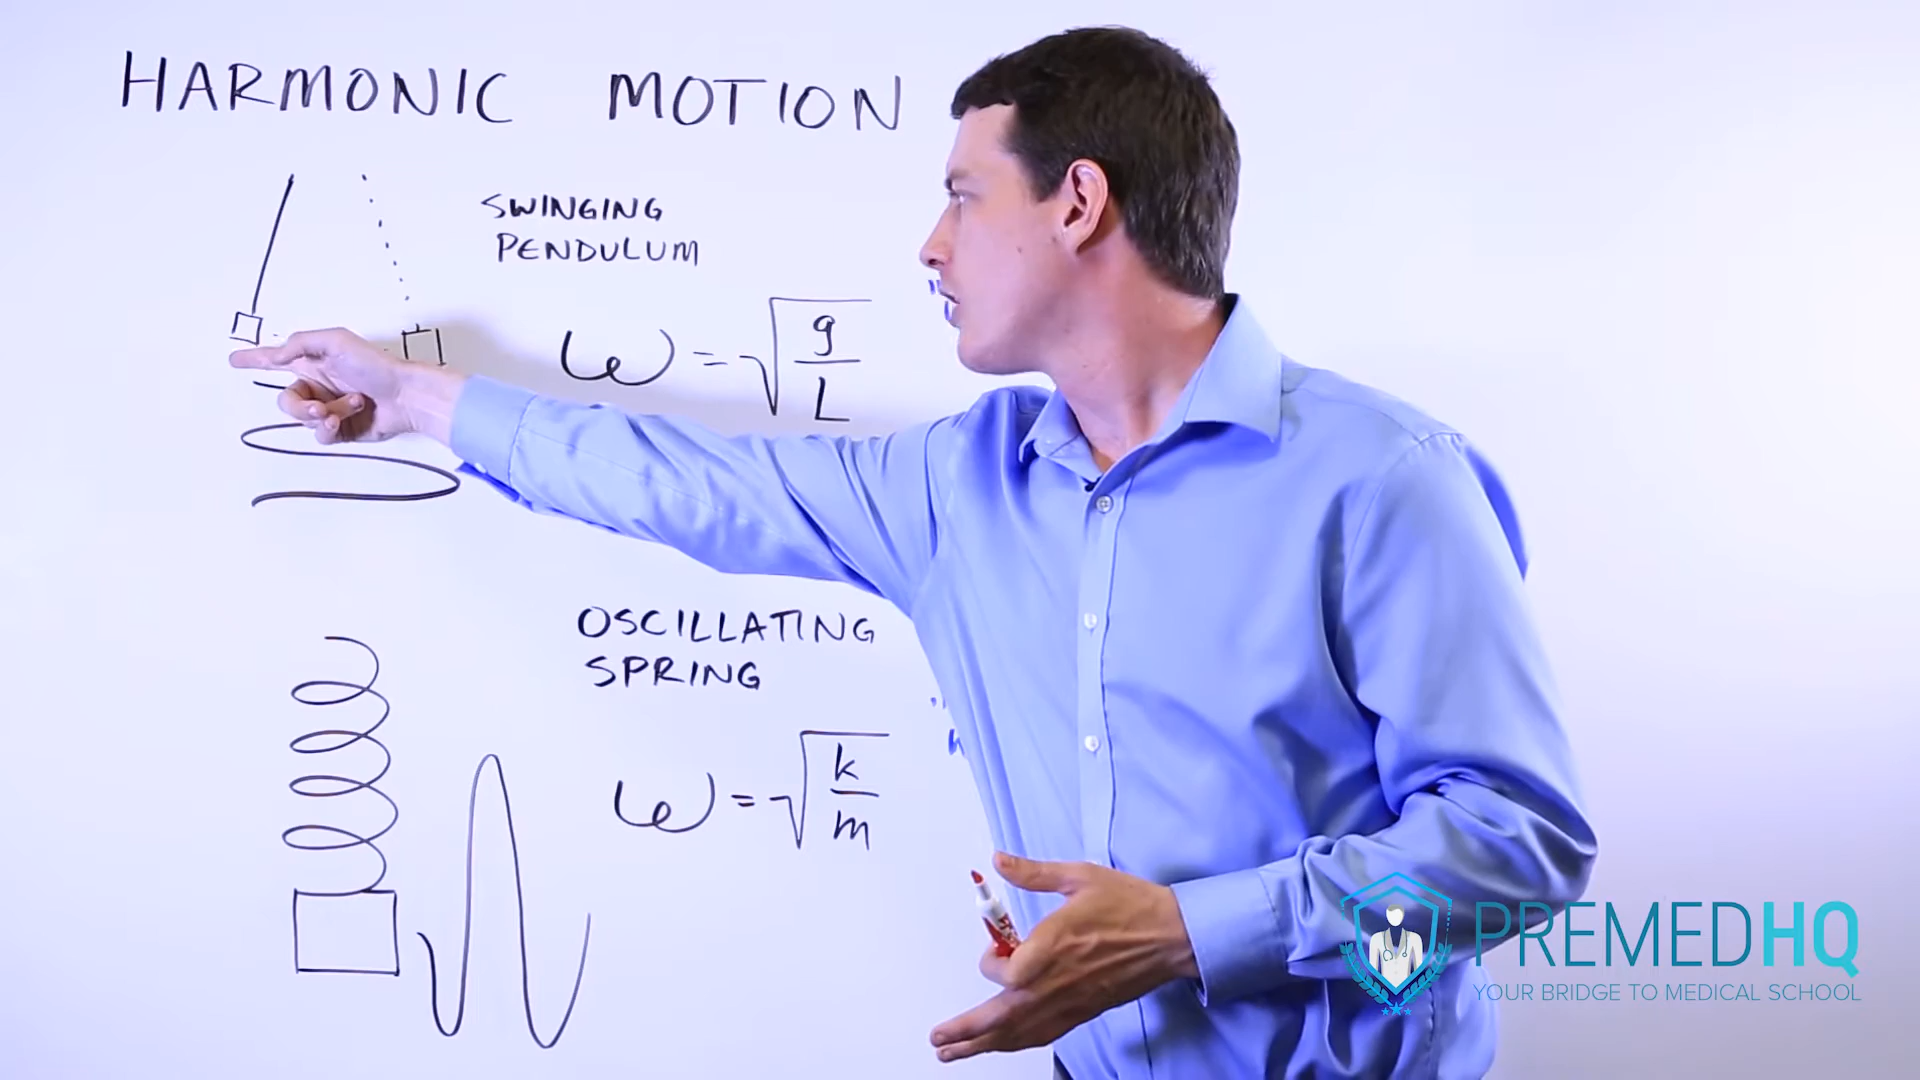 HARMONIC MOTION
SWINGING
PENDULUM
ω = √g/L
OSCILLATING
SPRING
ω = √k/m
PREMEDHQ
YOUR BRIDGE TO MEDICAL SCHOOL